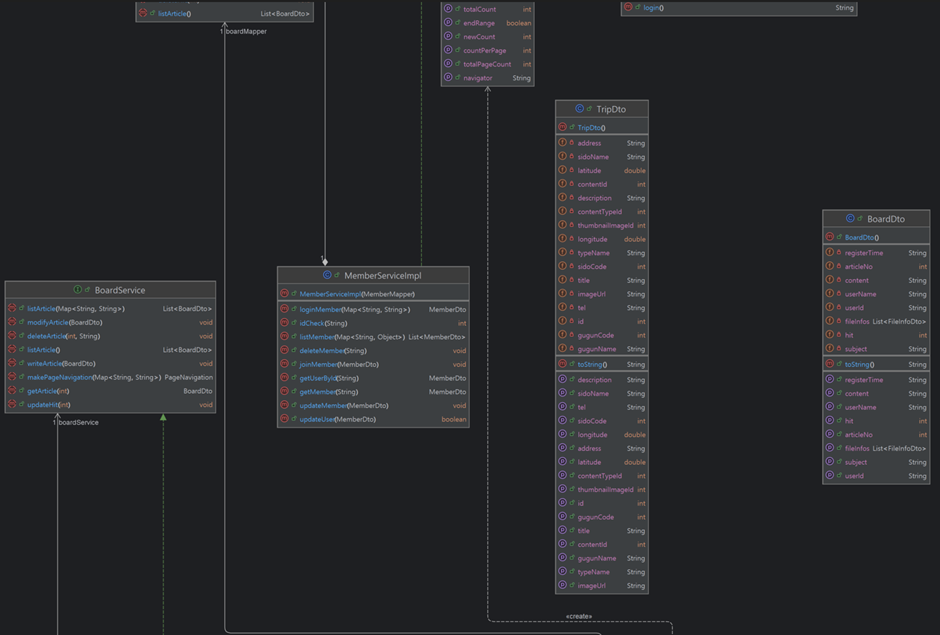 listArticle() List<BoardDto>
1 boardMapper
totalCount int
endRange boolean
newCount int
countPerPage int
totalPageCount int
navigator String
login() String
TripDto
TripDto()
address String
sidoName String
latitude double
contentId int
description String
contentTypeId int
thumbnailImageId int
longitude double
typeName String
sidoCode int
title String
imageUrl String
tel String
id int
gugunCode int
gugunName String
toString() String
description String
sidoName String
tel String
sidoCode int
longitude double
address String
latitude double
contentTypeId int
thumbnailImageId int
id int
gugunCode int
title String
contentId int
gugunName String
typeName String
imageUrl String
BoardDto
BoardDto()
registerTime String
articleNo int
content String
userName String
userId String
fileInfos List<FileInfoDto>
hit int
subject String
toString() String
registerTime String
content String
userName String
hit int
articleNo int
fileInfos List<FileInfoDto>
subject String
userId String
1
MemberServiceImpl
MemberServiceImpl(MemberMapper)
loginMember(Map<String, String>) MemberDto
idCheck(String) int
listMember(Map<String, Object>) List<MemberDto>
deleteMember(String) void
joinMember(MemberDto) void
getUserById(String) MemberDto
getMember(String) MemberDto
updateMember(MemberDto) void
updateUser(MemberDto) boolean
BoardService
listArticle(Map<String, String>) List<BoardDto>
modifyArticle(BoardDto) void
deleteArticle(int, String) void
listArticle() List<BoardDto>
writeArticle(BoardDto) void
makePageNavigation(Map<String, String>) PageNavigation
getArticle(int) BoardDto
updateHit(int) void
1 boardService
«create»